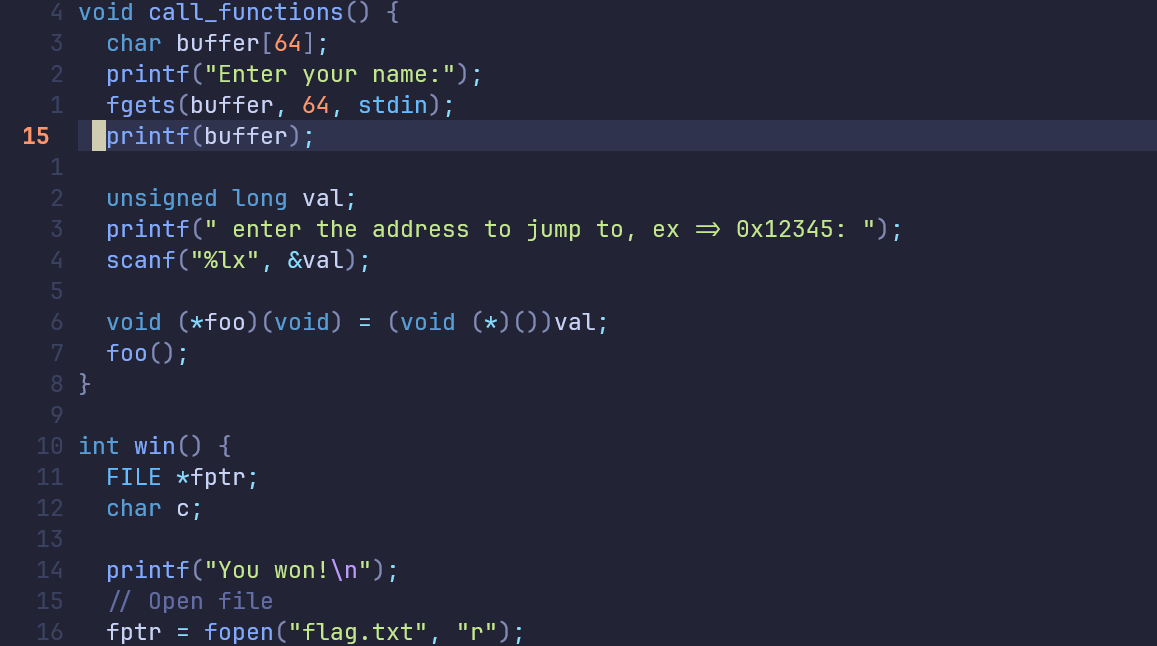 4 void call_functions() {
3   char buffer[64];
2   printf("Enter your name:");
1   fgets(buffer, 64, stdin);
15   printf(buffer);
1
2   unsigned long val;
3   printf(" enter the address to jump to, ex => 0x12345: ");
4   scanf("%lx", &val);
5
6   void (*foo)(void) = (void (*)())val;
7   foo();
8 }
9
10 int win() {
11   FILE *fptr;
12   char c;
13
14   printf("You won!\n");
15   // Open file
16   fptr = fopen("flag.txt", "r");